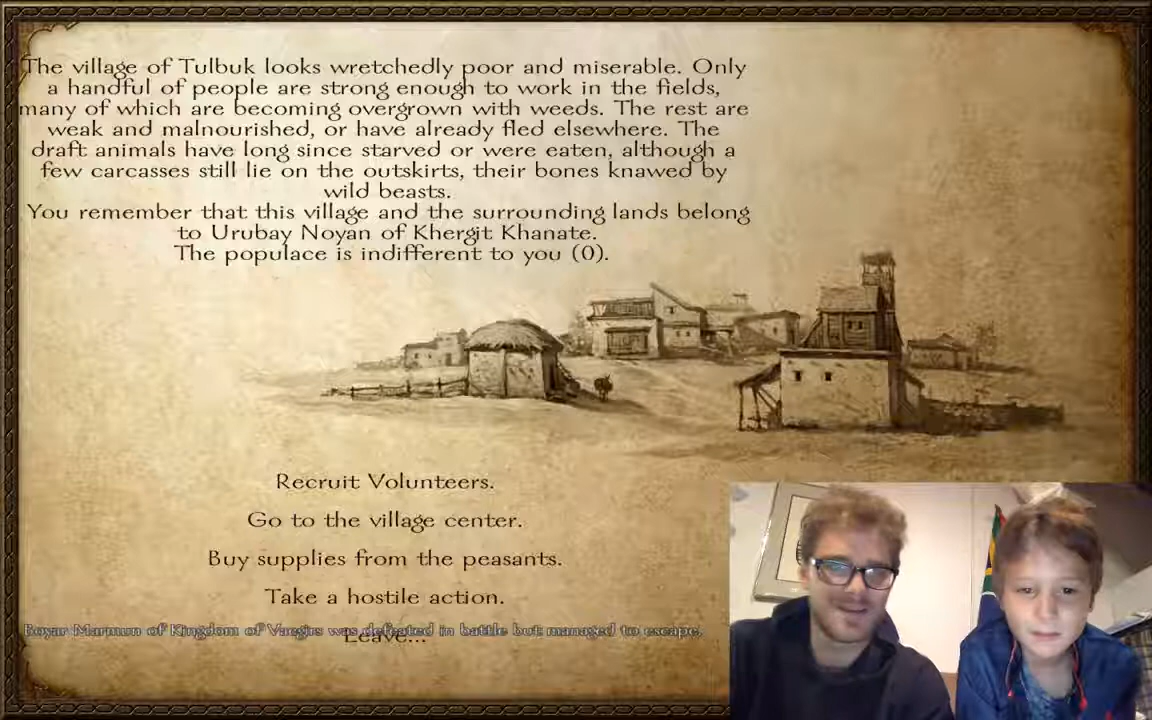 The village of Tulbuk looks wretchedly poor and miserable. Only
a handful of people are strong enough to work in the fields,
many of which are becoming overgrown with weeds. The rest are
weak and malnourished, or have already fled elsewhere. The
draft animals have long since starved or were eaten, although a
few carcasses still lie on the outskirts, their bones knawed by
wild beasts.
You remember that this village and the surrounding lands belong
to Urubay Noyan of Khergit Khanate.
The populace is indifferent to you (0).
Recruit Volunteers.
Go to the village center.
Buy supplies from the peasants.
Take a hostile action.
Boyar Marmun of Kingdom of Vaegirs was defeated in battle but managed to escape.
Leave...